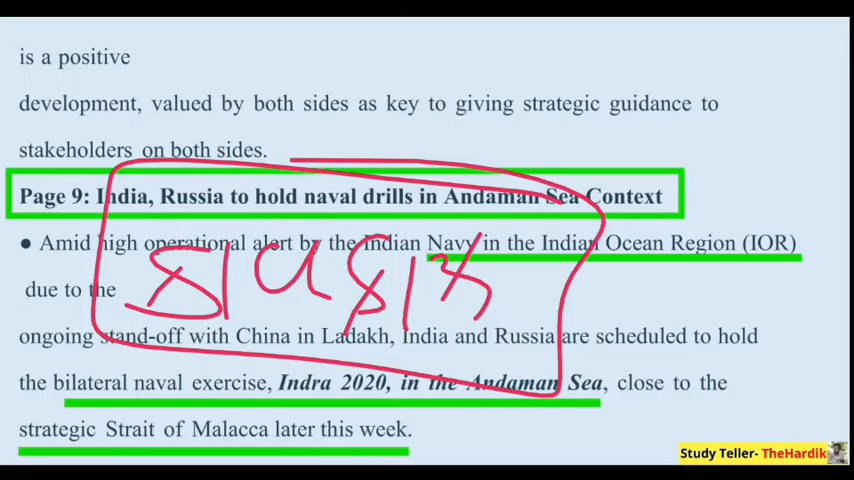 is a positive
development, valued by both sides as key to giving strategic guidance to
stakeholders on both sides.
Page 9: India, Russia to hold naval drills in Andaman Sea Context
● Amid high operational alert by the Indian Navy in the Indian Ocean Region (IOR)
due to the
ongoing stand-off with China in Ladakh, India and Russia are scheduled to hold
the bilateral naval exercise, Indra 2020, in the Andaman Sea, close to the
strategic Strait of Malacca later this week.
Study Teller- TheHardik